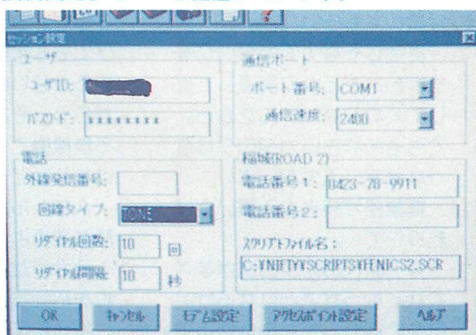 セッション設定
ユーザ
ユーザID:
パスワード: ********
通信ポート
ポート番号: COM1
通信速度: 2400
電話
外線発信番号:
回線タイプ: TONE
リダイヤル回数: 10 回
リダイヤル間隔: 10 秒
稲城(ROAD 2)
電話番号1: 0423-78-9911
電話番号2:
スクリプトファイル名:
C:¥NIFTY¥SCRIPTS¥FENICS2.SCR
OK
キャンセル
モデム設定
アクセスポイント設定
ヘルプ